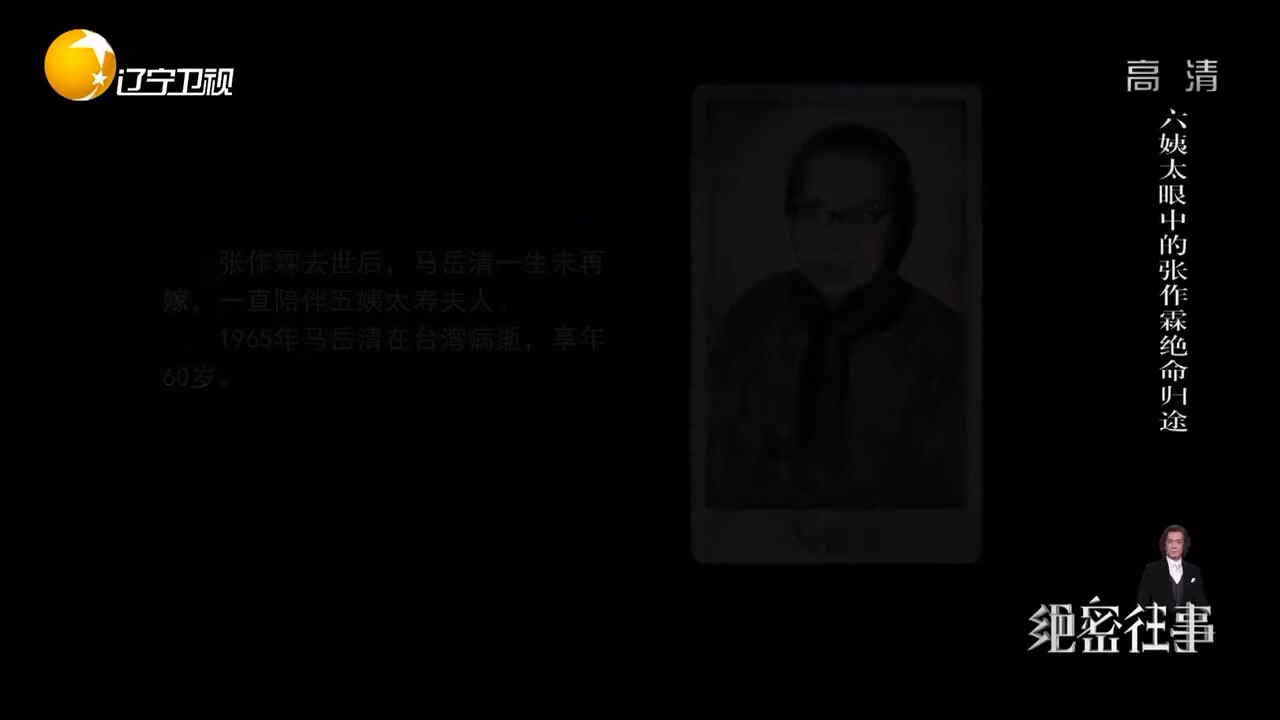 辽宁卫视
高清
六姨太眼中的张作霖绝命归途
张作霖去世后，马岳清一生未再
嫁，一直陪伴五姨太寿夫人。
1965年马岳清在台湾病逝，享年
60岁。
马岳清
绝密往事